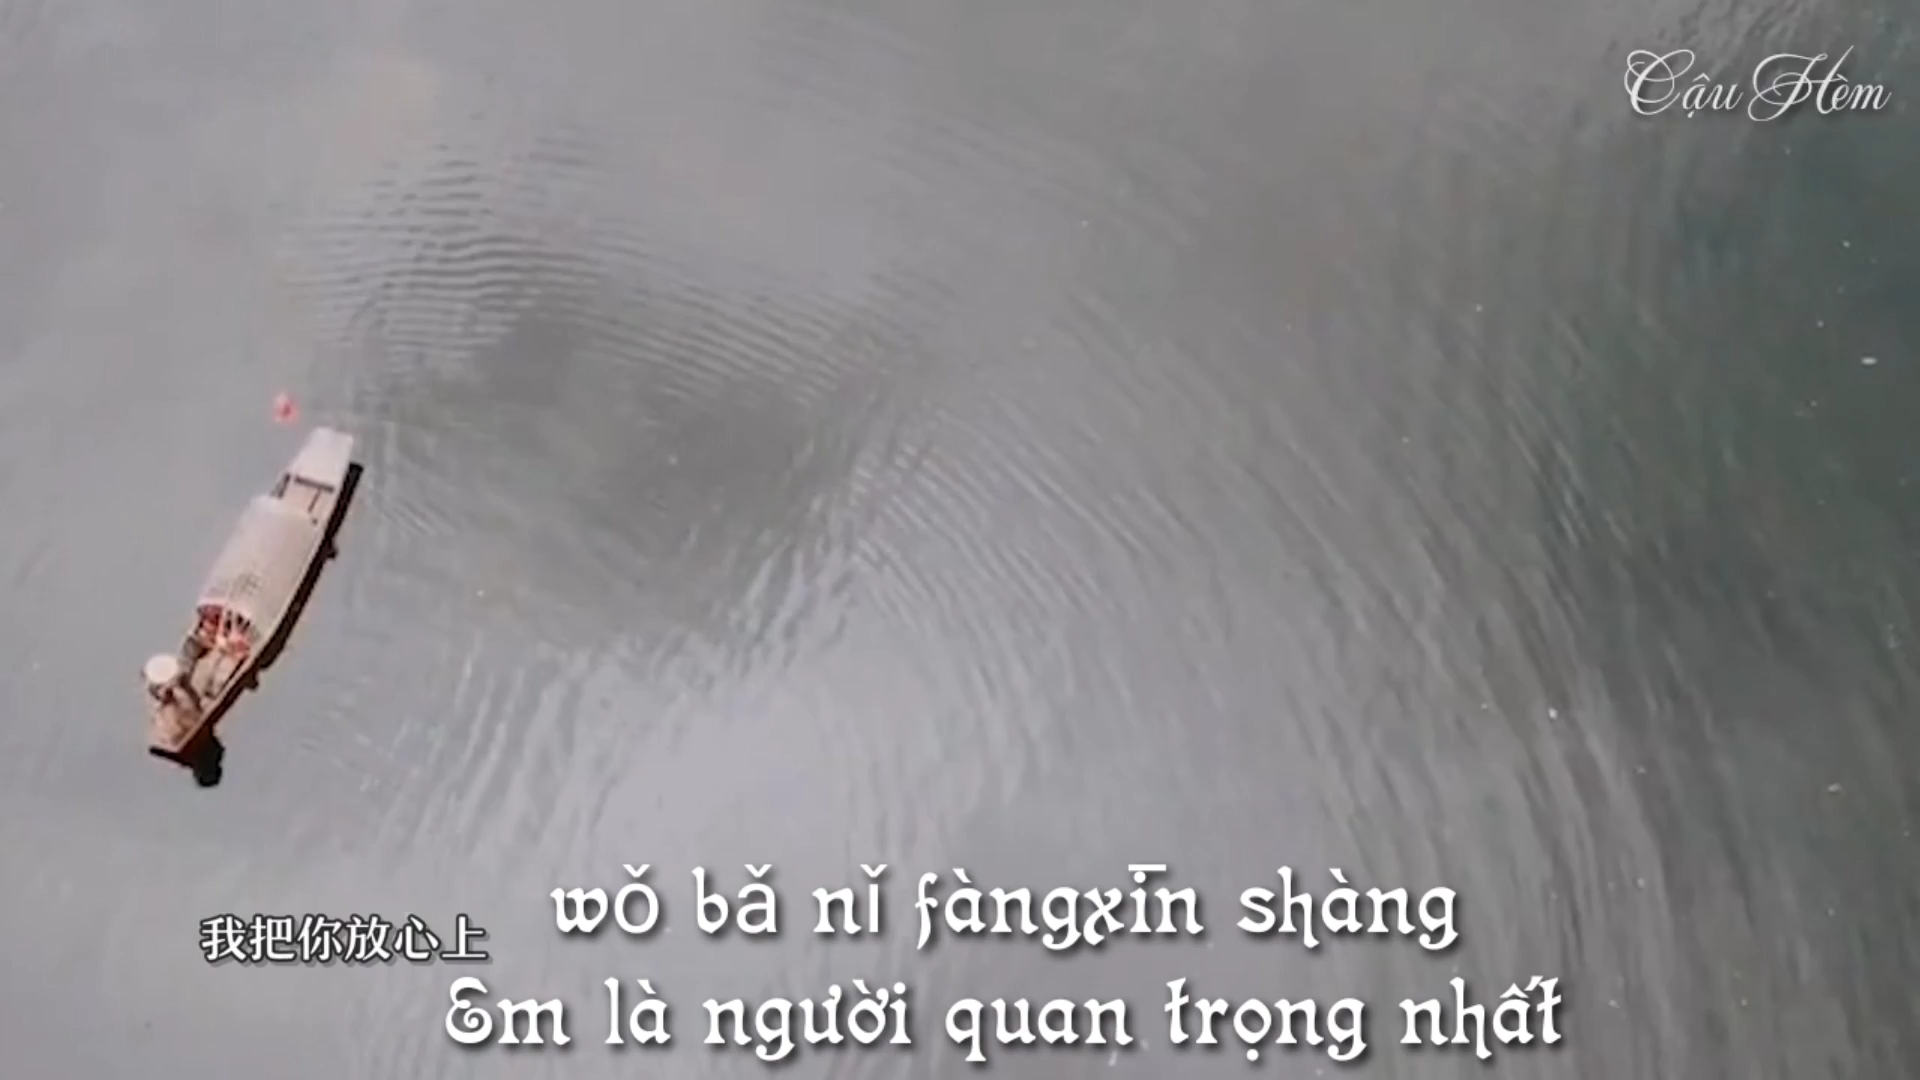 Cậu Hèm
wǒ bǎ nǐ fàngxīn shàng
我把你放心上
Em là người quan trọng nhất